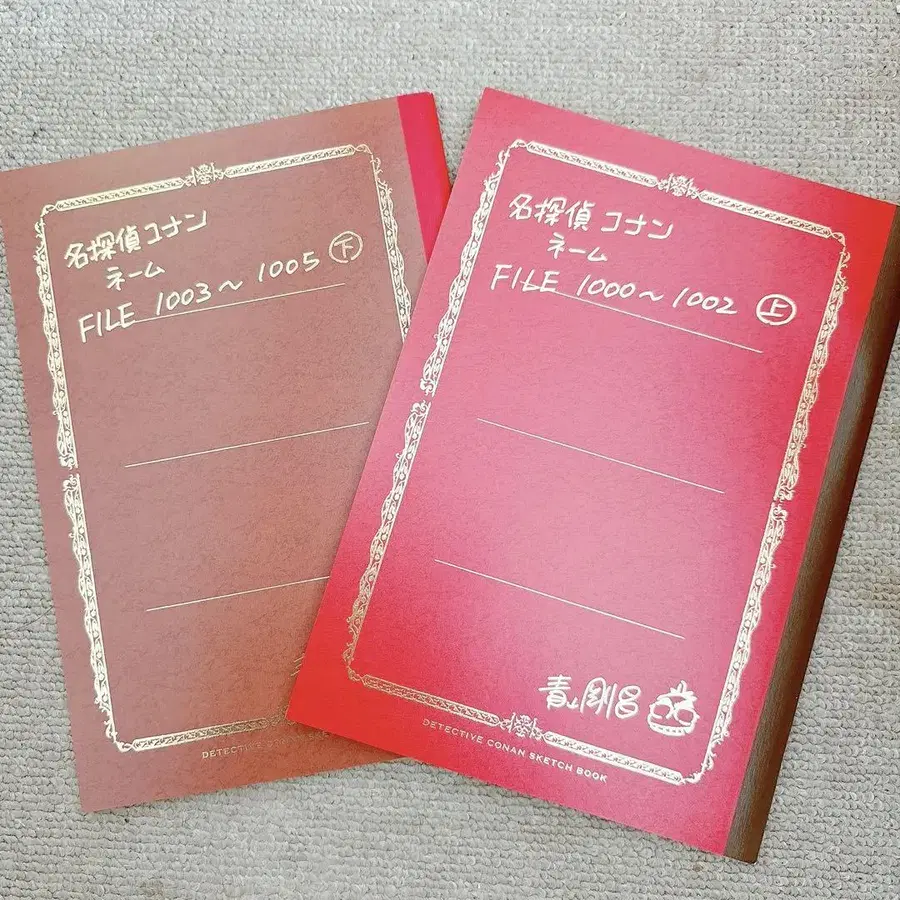 名探偵コナン
ネーム
FILE 1003〜1005 下
DETECTIVE
名探偵コナン
ネーム
FILE 1000〜1002 上
青山剛昌
DETECTIVE CONAN SKETCH BOOK